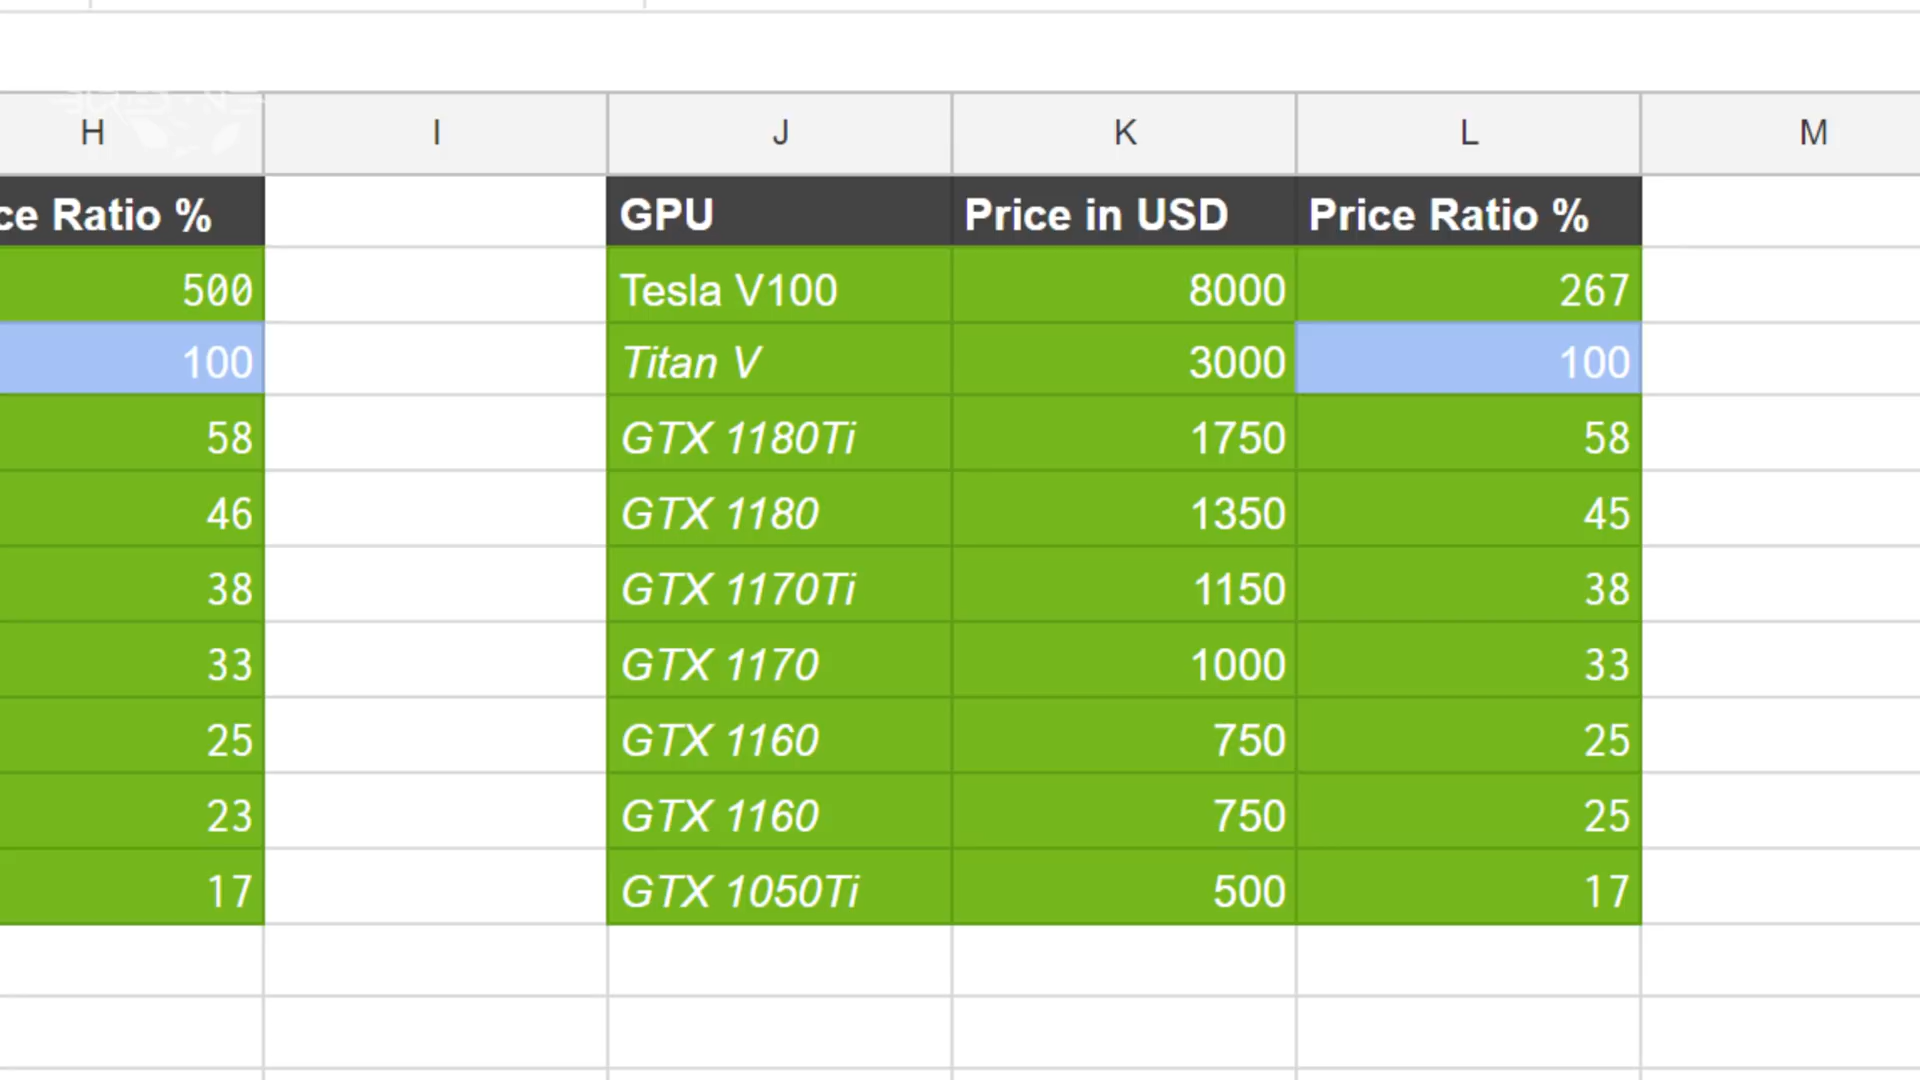 H I J K L M
ce Ratio % GPU Price in USD Price Ratio %
500 Tesla V100 8000 267
100 Titan V 3000 100
58 GTX 1180Ti 1750 58
46 GTX 1180 1350 45
38 GTX 1170Ti 1150 38
33 GTX 1170 1000 33
25 GTX 1160 750 25
23 GTX 1160 750 25
17 GTX 1050Ti 500 17